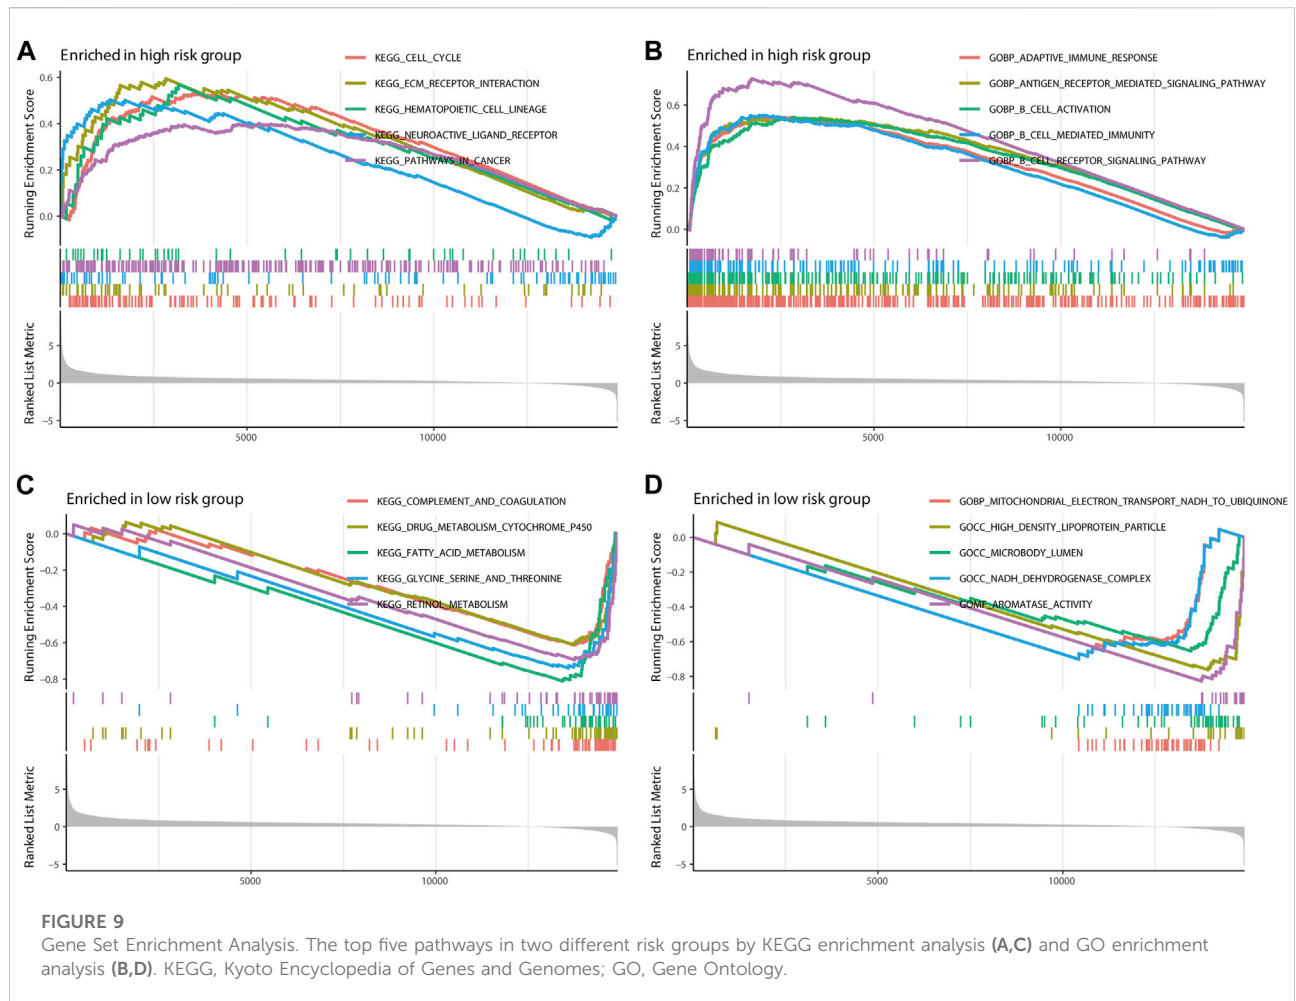 A
Enriched in high risk group
KEGG_CELL_CYCLE
KEGG_ECM_RECEPTOR_INTERACTION
KEGG_HEMATOPOIETIC_CELL_LINEAGE
KEGG_NEUROACTIVE_LIGAND_RECEPTOR
KEGG_PATHWAYS_IN_CANCER
Running Enrichment Score
0.6
0.4
0.2
0.0
Ranked List Metric
5
0
−5
5000
10000
B
Enriched in high risk group
GOBP_ADAPTIVE_IMMUNE_RESPONSE
GOBP_ANTIGEN_RECEPTOR_MEDIATED_SIGNALING_PATHWAY
GOBP_B_CELL_ACTIVATION
GOBP_B_CELL_MEDIATED_IMMUNITY
GOBP_B_CELL_RECEPTOR_SIGNALING_PATHWAY
Running Enrichment Score
0.6
0.4
0.2
0.0
Ranked List Metric
5
0
−5
5000
10000
C
Enriched in low risk group
KEGG_COMPLEMENT_AND_COAGULATION
KEGG_DRUG_METABOLISM_CYTOCHROME_P450
KEGG_FATTY_ACID_METABOLISM
KEGG_GLYCINE_SERINE_AND_THREONINE
KEGG_RETINOL_METABOLISM
Running Enrichment Score
0.0
−0.2
−0.4
−0.6
−0.8
Ranked List Metric
5
0
−5
5000
10000
D
Enriched in low risk group
GOBP_MITOCHONDRIAL_ELECTRON_TRANSPORT_NADH_TO_UBIQUINONE
GOCC_HIGH_DENSITY_LIPOPROTEIN_PARTICLE
GOCC_MICROBODY_LUMEN
GOCC_NADH_DEHYDROGENASE_COMPLEX
GOMF_AROMATASE_ACTIVITY
Running Enrichment Score
0.0
−0.2
−0.4
−0.6
−0.8
Ranked List Metric
5
0
−5
5000
10000
FIGURE 9
Gene Set Enrichment Analysis. The top five pathways in two different risk groups by KEGG enrichment analysis (A,C) and GO enrichment
analysis (B,D). KEGG, Kyoto Encyclopedia of Genes and Genomes; GO, Gene Ontology.